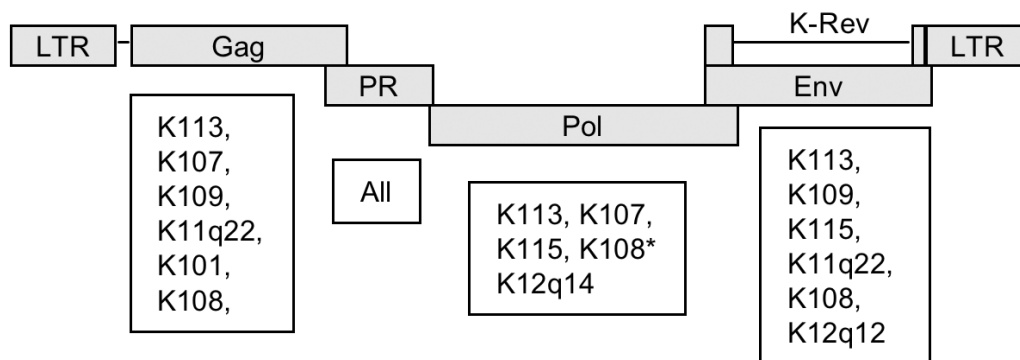 K-Rev
LTR
Gag
LTR
PR
Env
Pol
K113,
K107,
K109,
K11q22,
K101,
K108,
All
K113, K107,
K115, K108*
K12q14
K113,
K109,
K115,
K11q22,
K108,
K12q12